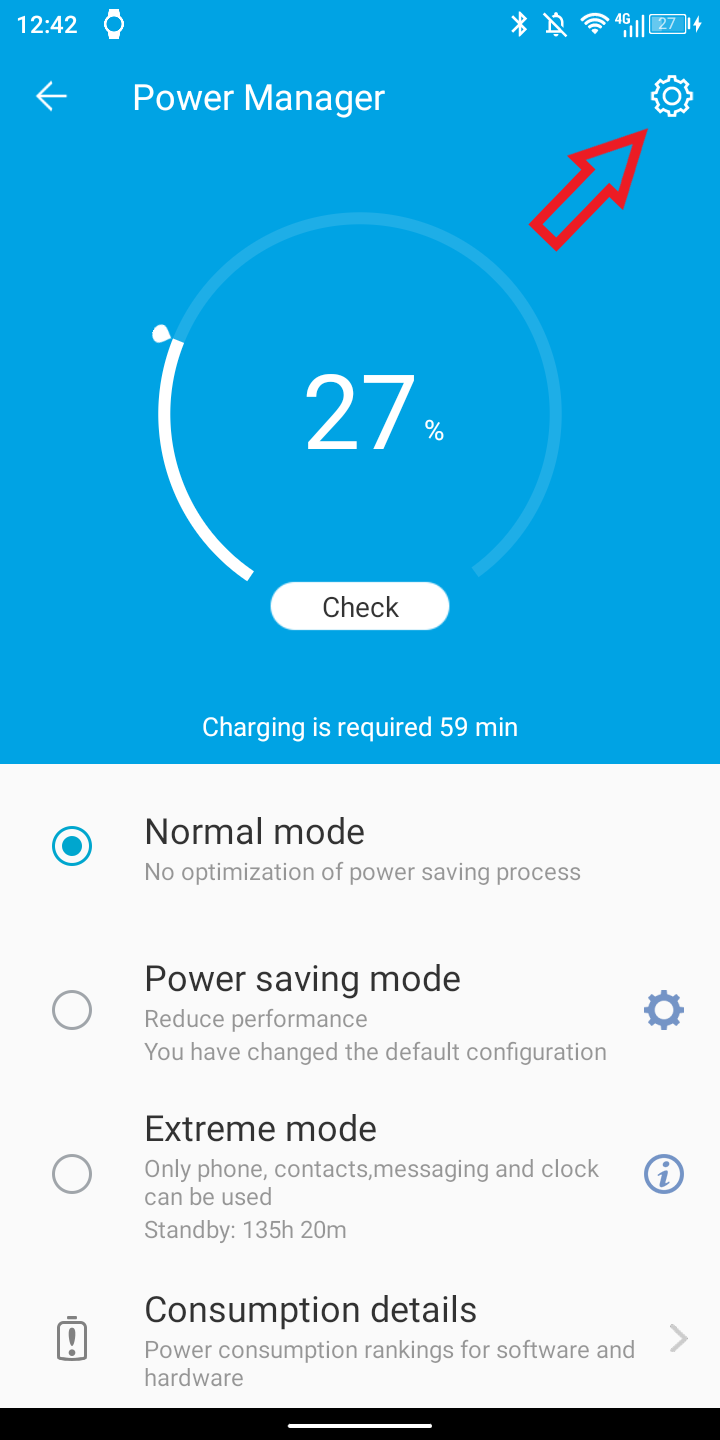 12:42
4G
27
Power Manager
27 %
Check
Charging is required 59 min
Normal mode
No optimization of power saving process
Power saving mode
Reduce performance
You have changed the default configuration
Extreme mode
Only phone, contacts,messaging and clock
can be used
Standby: 135h 20m
Consumption details
Power consumption rankings for software and
hardware